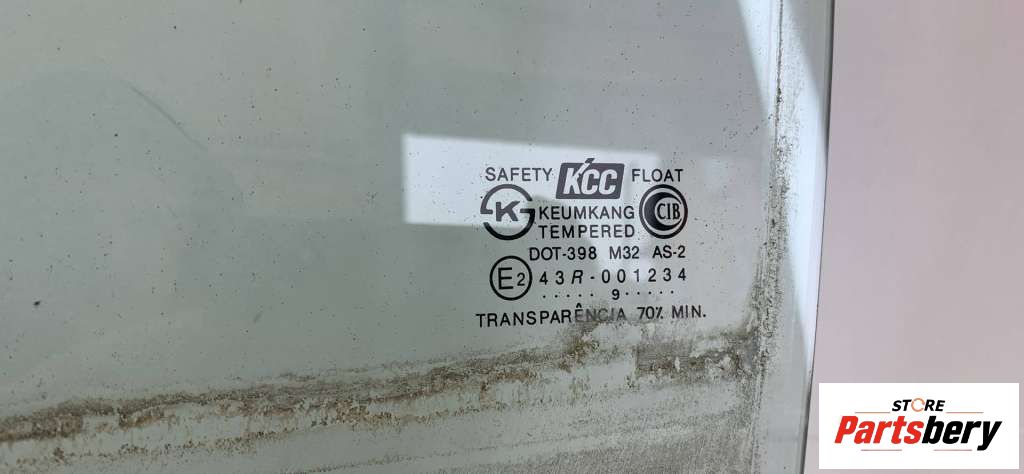 SAFETY KCC FLOAT
K KEUMKANG CIB
TEMPERED
DOT-398 M32 AS-2
E2 43R-001234
.....9.....
TRANSPARÊNCIA 70% MIN.
STORE
Partsbery